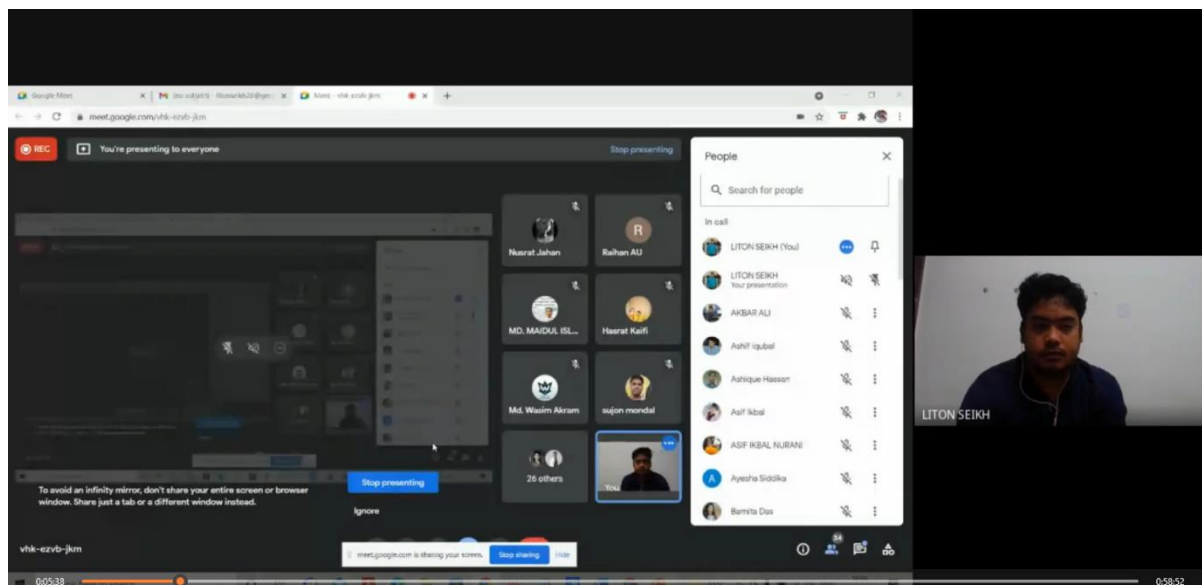 Google Meet
Meet - vhk-ezvb-jkm
meet.google.com/vhk-ezvb-jkm
REC
You're presenting to everyone
Stop presenting
People
Search for people
In call
LITON SEIKH (You)
LITON SEIKH
Your presentation
AKBAR ALI
Ashif Iqubal
Ashique Hassan
Asif Ikbal
ASIF IKBAL NURANI
A
Ayesha Siddika
Bamita Das
Nusrat Jahan
R
Raihan AU
MD. MAIDUL ISL...
Hasrat Kaifi
Md. Wasim Akram
sujon mondal
26 others
You
To avoid an infinity mirror, don't share your entire screen or browser
window. Share just a tab or a different window instead.
Stop presenting
Ignore
vhk-ezvb-jkm
meet.google.com is sharing your screen.
Stop sharing
Hide
34
LITON SEIKH
0:05:38
0:58:52